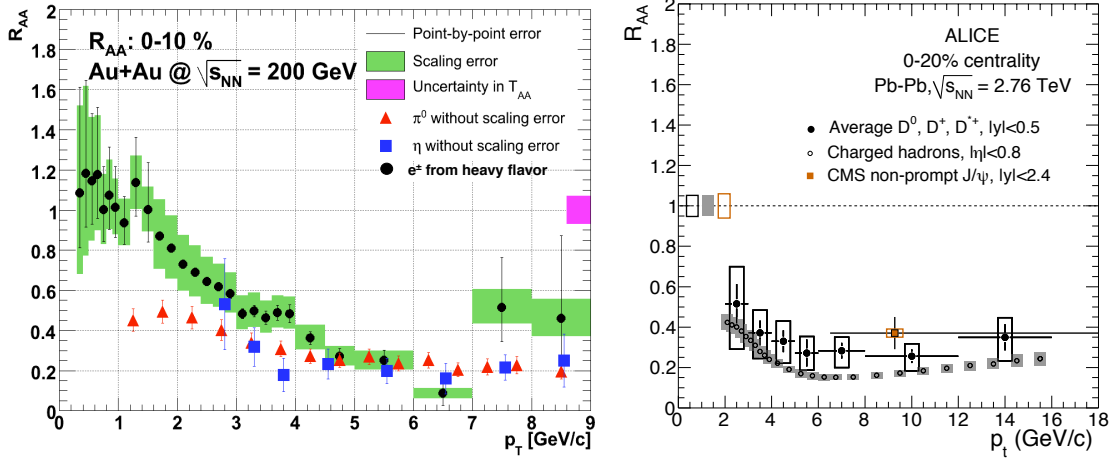 R_AA
2
1.8
1.6
1.4
1.2
1
0.8
0.6
0.4
0.2
0
R_AA: 0-10 %
Au+Au @ √s_NN = 200 GeV
Point-by-point error
Scaling error
Uncertainty in T_AA
π⁰ without scaling error
η without scaling error
e± from heavy flavor
0 1 2 3 4 5 6 7 8 9
p_T [GeV/c]
R_AA
2
1.8
1.6
1.4
1.2
1
0.8
0.6
0.4
0.2
0
ALICE
0-20% centrality
Pb-Pb,√s_NN = 2.76 TeV
Average D⁰, D⁺, D*⁺, |y|<0.5
Charged hadrons, |η|<0.8
CMS non-prompt J/ψ, |y|<2.4
0 2 4 6 8 10 12 14 16 18
p_t (GeV/c)